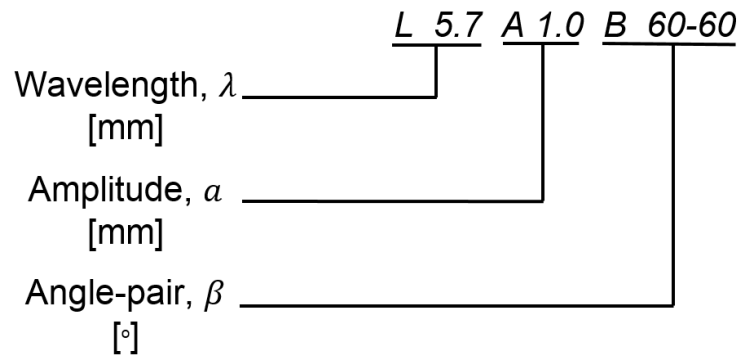 L 5.7 A 1.0 B 60-60
Wavelength, λ
[mm]
Amplitude, a
[mm]
Angle-pair, β
[°]